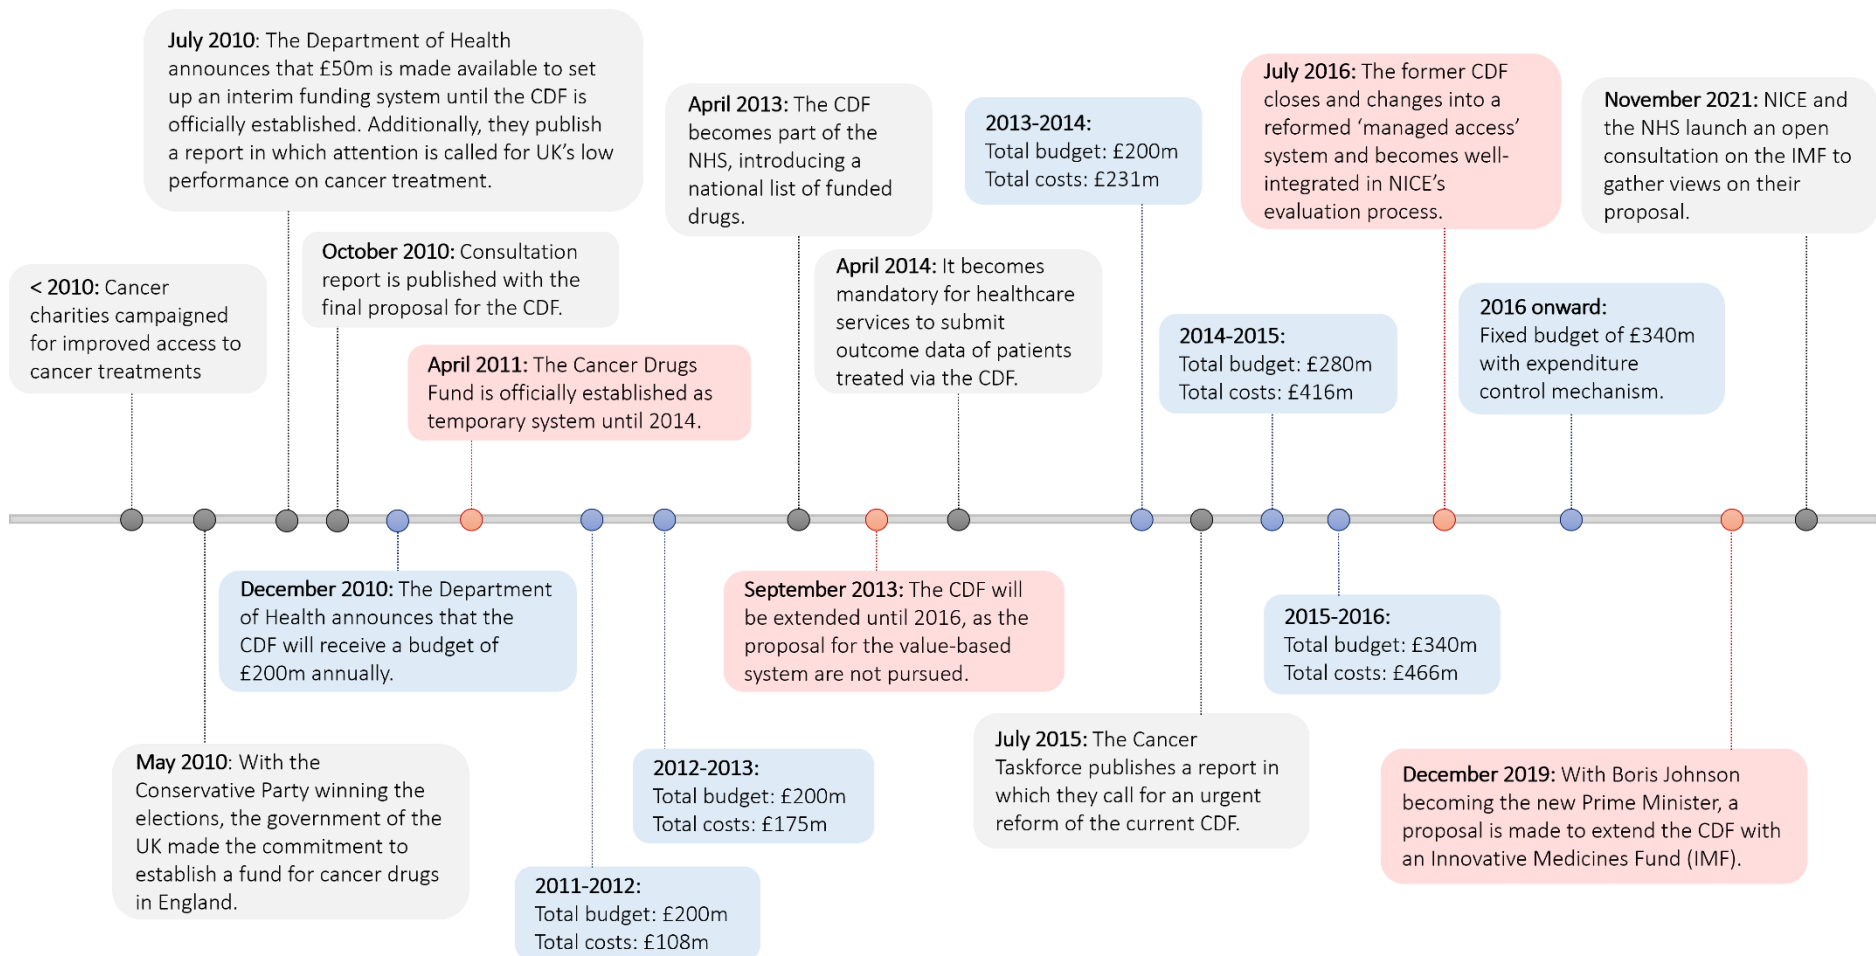 < 2010: Cancer
charities campaigned
for improved access to
cancer treatments
May 2010: With the
Conservative Party winning the
elections, the government of the
UK made the commitment to
establish a fund for cancer drugs
in England.
July 2010: The Department of Health
announces that £50m is made available to set
up an interim funding system until the CDF is
officially established. Additionally, they publish
a report in which attention is called for UK’s low
performance on cancer treatment.
October 2010: Consultation
report is published with the
final proposal for the CDF.
December 2010: The Department
of Health announces that the
CDF will receive a budget of
£200m annually.
April 2011: The Cancer Drugs
Fund is officially established as
temporary system until 2014.
2011-2012:
Total budget: £200m
Total costs: £108m
2012-2013:
Total budget: £200m
Total costs: £175m
April 2013: The CDF
becomes part of the
NHS, introducing a
national list of funded
drugs.
September 2013: The CDF will
be extended until 2016, as the
proposal for the value-based
system are not pursued.
April 2014: It becomes
mandatory for healthcare
services to submit
outcome data of patients
treated via the CDF.
2013-2014:
Total budget: £200m
Total costs: £231m
July 2015: The Cancer
Taskforce publishes a report in
which they call for an urgent
reform of the current CDF.
2014-2015:
Total budget: £280m
Total costs: £416m
2015-2016:
Total budget: £340m
Total costs: £466m
July 2016: The former CDF
closes and changes into a
reformed ‘managed access’
system and becomes well-
integrated in NICE’s
evaluation process.
2016 onward:
Fixed budget of £340m
with expenditure
control mechanism.
December 2019: With Boris Johnson
becoming the new Prime Minister, a
proposal is made to extend the CDF with
an Innovative Medicines Fund (IMF).
November 2021: NICE and
the NHS launch an open
consultation on the IMF to
gather views on their
proposal.